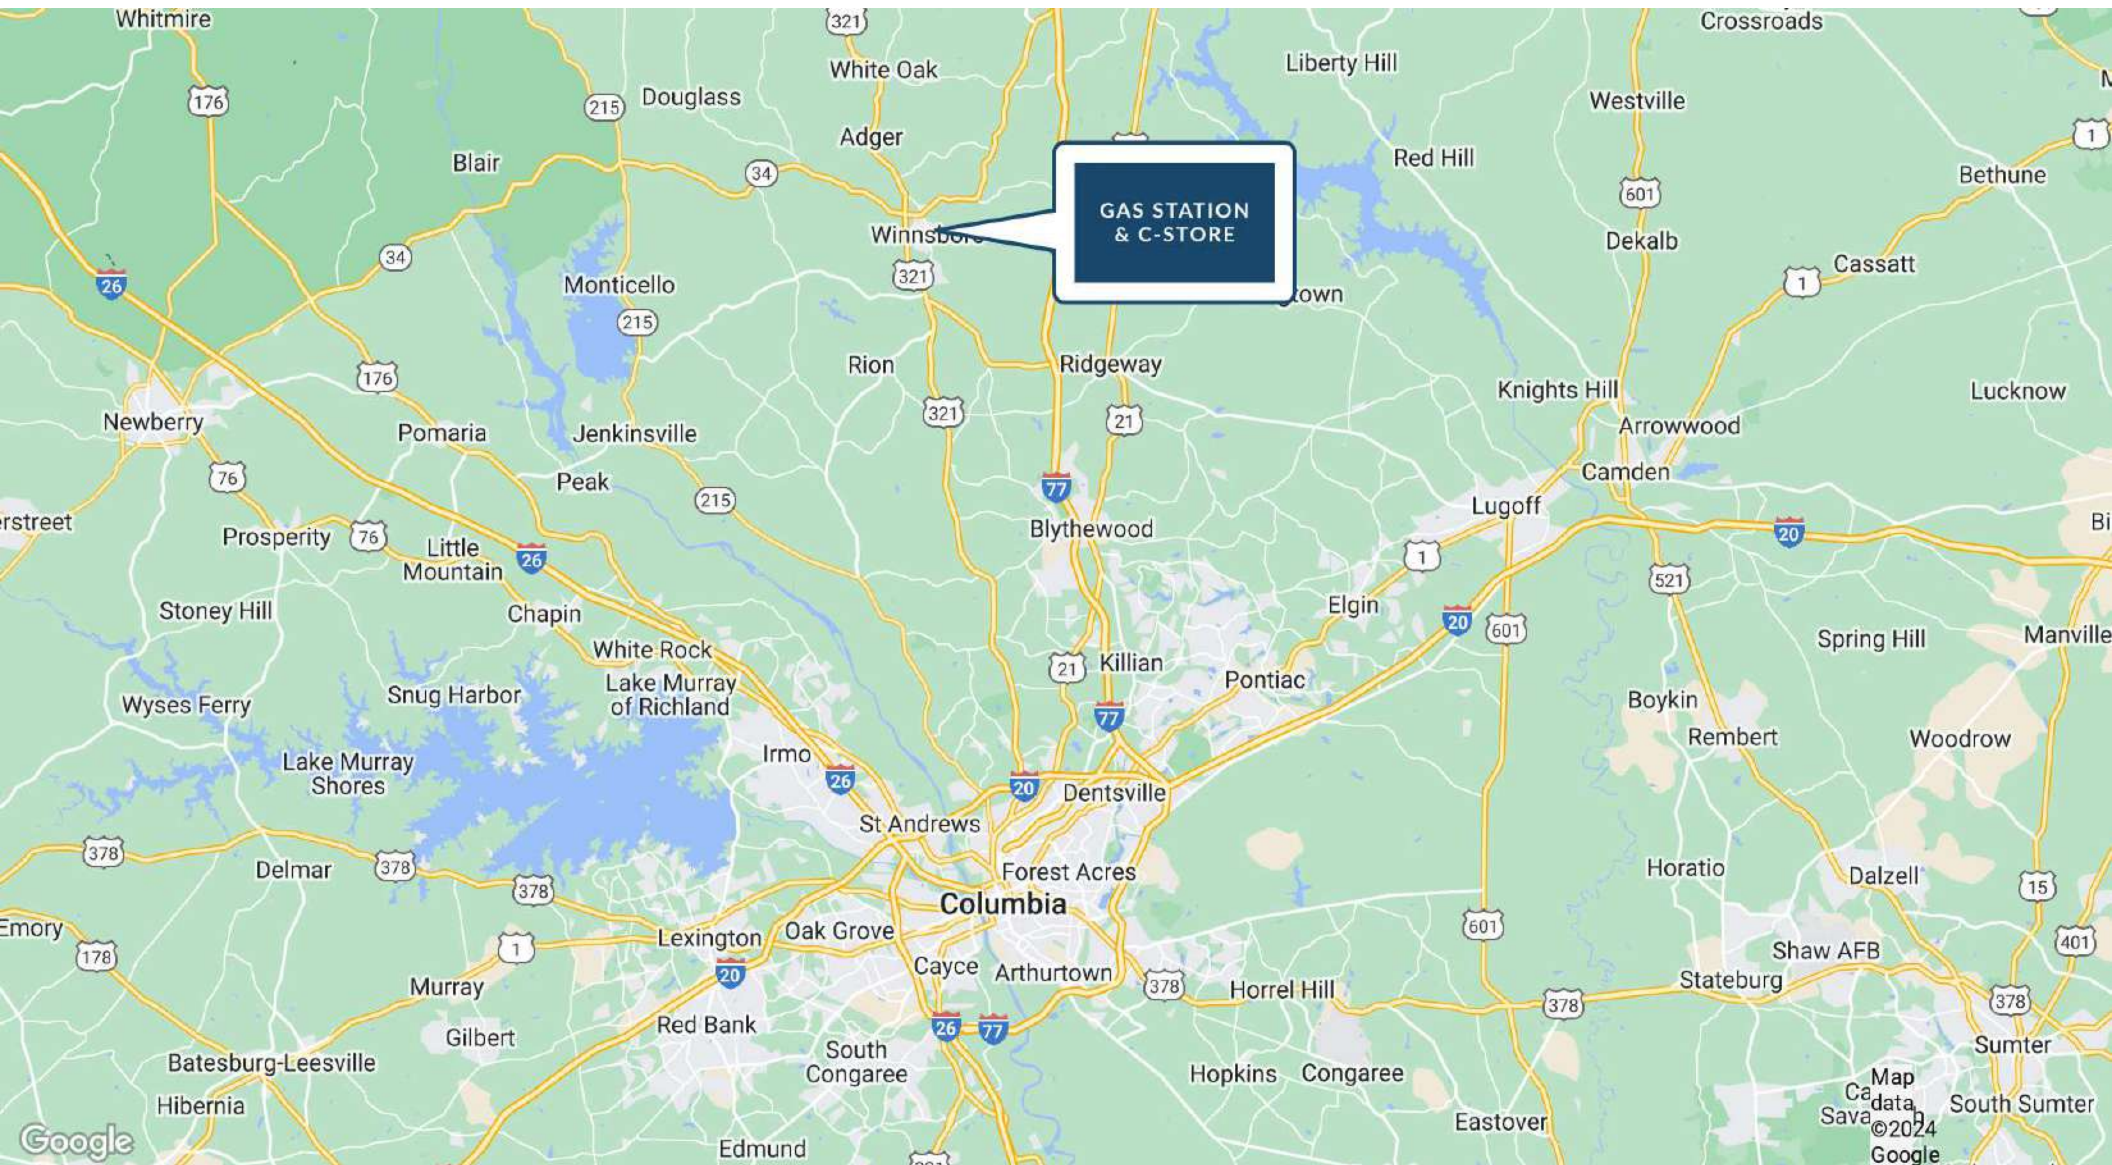 Whitmire
321
Crossroads
White Oak
Liberty Hill
176
215
Douglass
Westville
1
Adger
Blair
34
Red Hill
Bethune
601
GAS STATION
& C-STORE
Winnsboro
Dekalb
34
321
Cassatt
26
Monticello
1
215
Rion
Ridgeway
176
Knights Hill
Lucknow
Newberry
321
21
Arrowwood
Pomaria
Jenkinsville
Camden
76
Peak
77
215
Lugoff
Blythewood
20
Prosperity
76
Little
Mountain
26
1
521
Stoney Hill
Chapin
Elgin
20
601
Spring Hill
Manville
White Rock
21
Killian
Pontiac
Snug Harbor
Lake Murray
of Richland
Wyses Ferry
Boykin
77
Rembert
Woodrow
Irmo
Lake Murray
Shores
26
20
Dentsville
St Andrews
378
Delmar
378
378
Forest Acres
Horatio
Dalzell
15
Columbia
Emory
Lexington
Oak Grove
601
401
178
1
Shaw AFB
Murray
20
Cayce
Arthurtown
378
Horrel Hill
378
Stateburg
378
Gilbert
Red Bank
26
77
Sumter
Batesburg-Leesville
South
Congaree
Hopkins
Congaree
Hibernia
South Sumter
Eastover
Edmund
Google
Map
data
©2024
Google